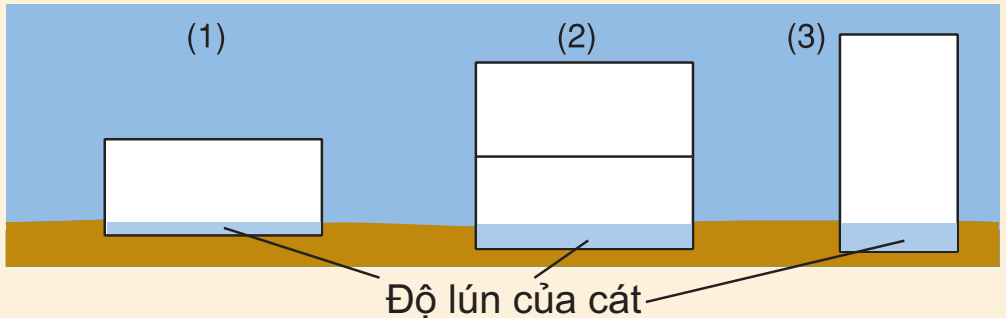 (1)
(2)
(3)
Độ lún của cát